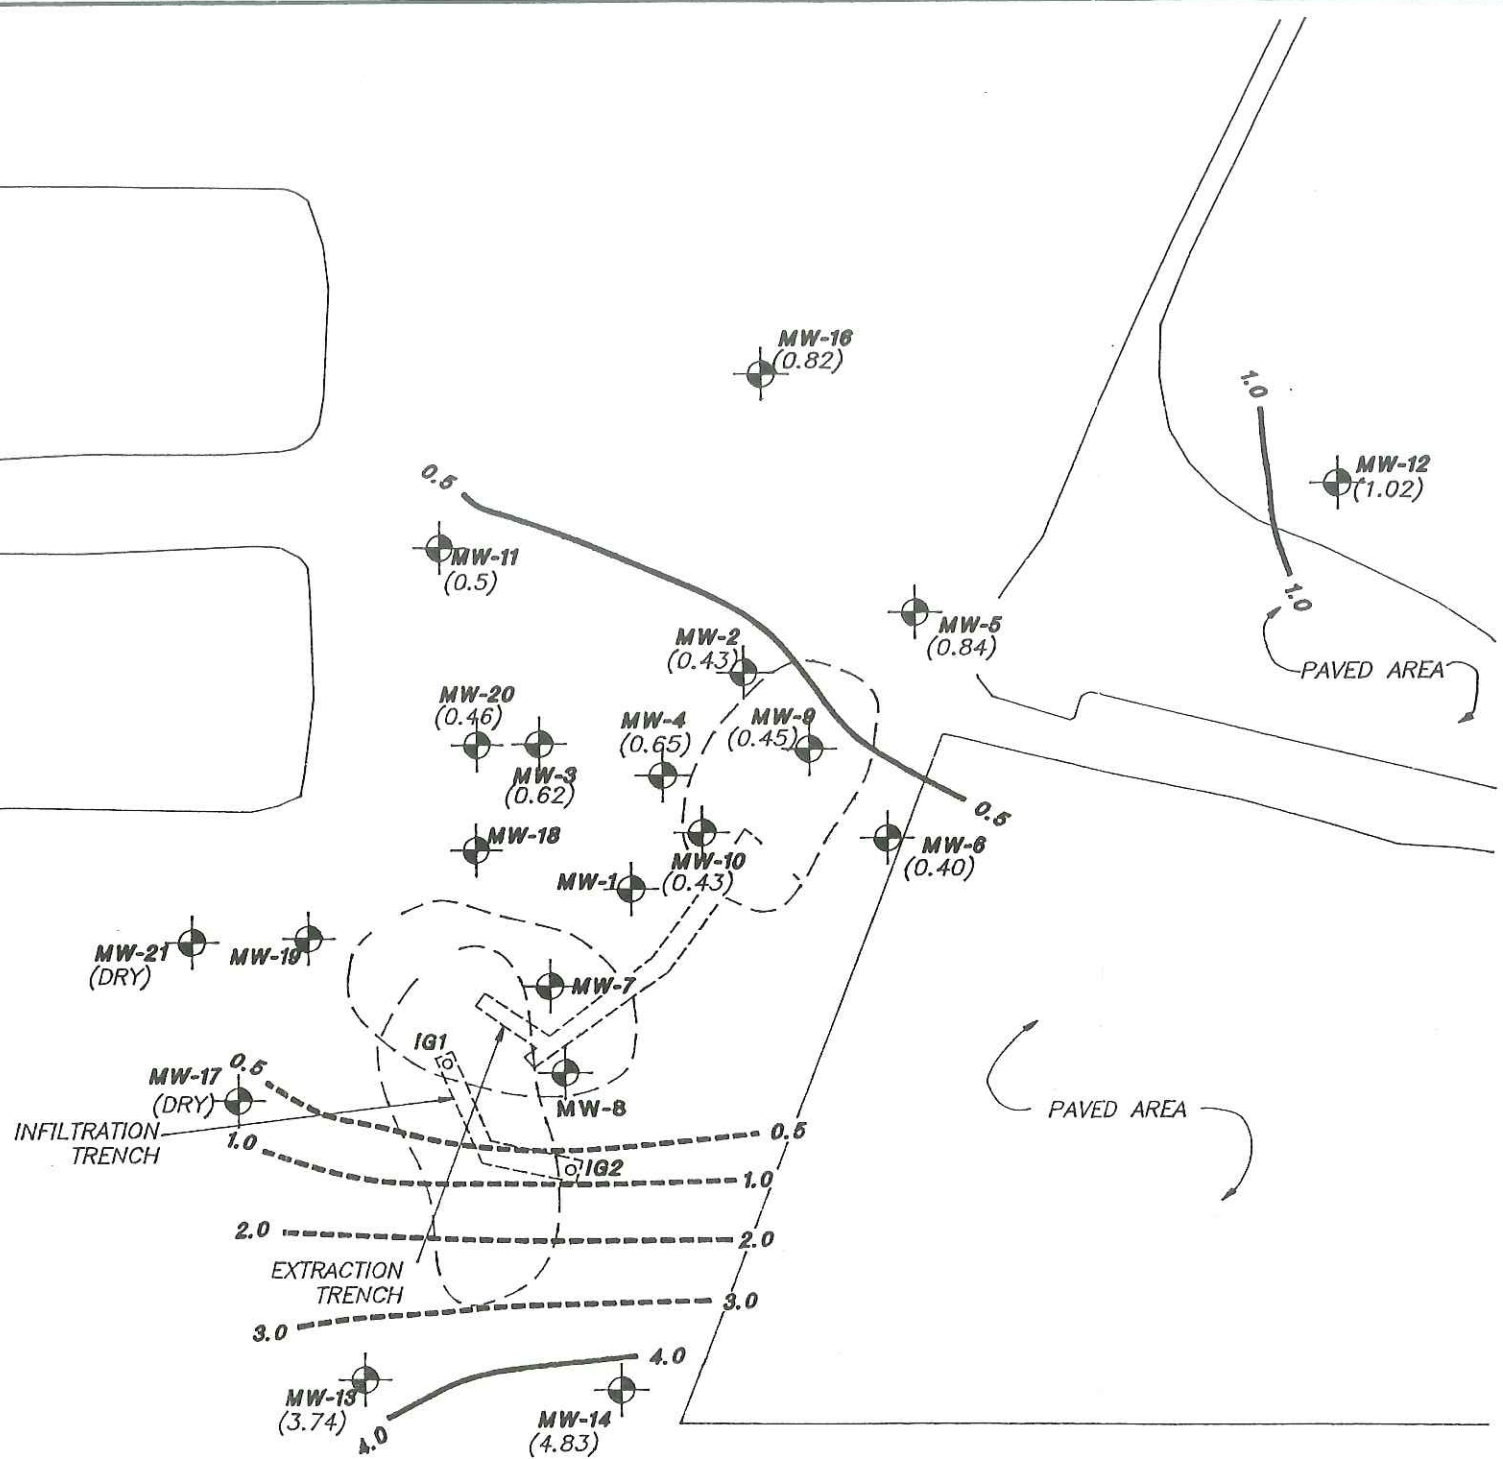 MW-16
(0.82)
1.0
MW-12
(1.02)
0.5
MW-11
(0.5)
1.0
MW-5
(0.84)
MW-2
(0.43)
PAVED AREA
MW-20
(0.46)
MW-4
(0.65)
MW-9
(0.45)
MW-3
(0.62)
0.5
MW-18
MW-6
(0.40)
MW-10
(0.43)
MW-1
MW-21
(DRY)
MW-19
MW-7
IG1
MW-17
(DRY)
0.5
MW-8
PAVED AREA
INFILTRATION
TRENCH
1.0
0.5
IG2
1.0
2.0
2.0
EXTRACTION
TRENCH
3.0
3.0
4.0
MW-13
(3.74)
4.0
MW-14
(4.83)